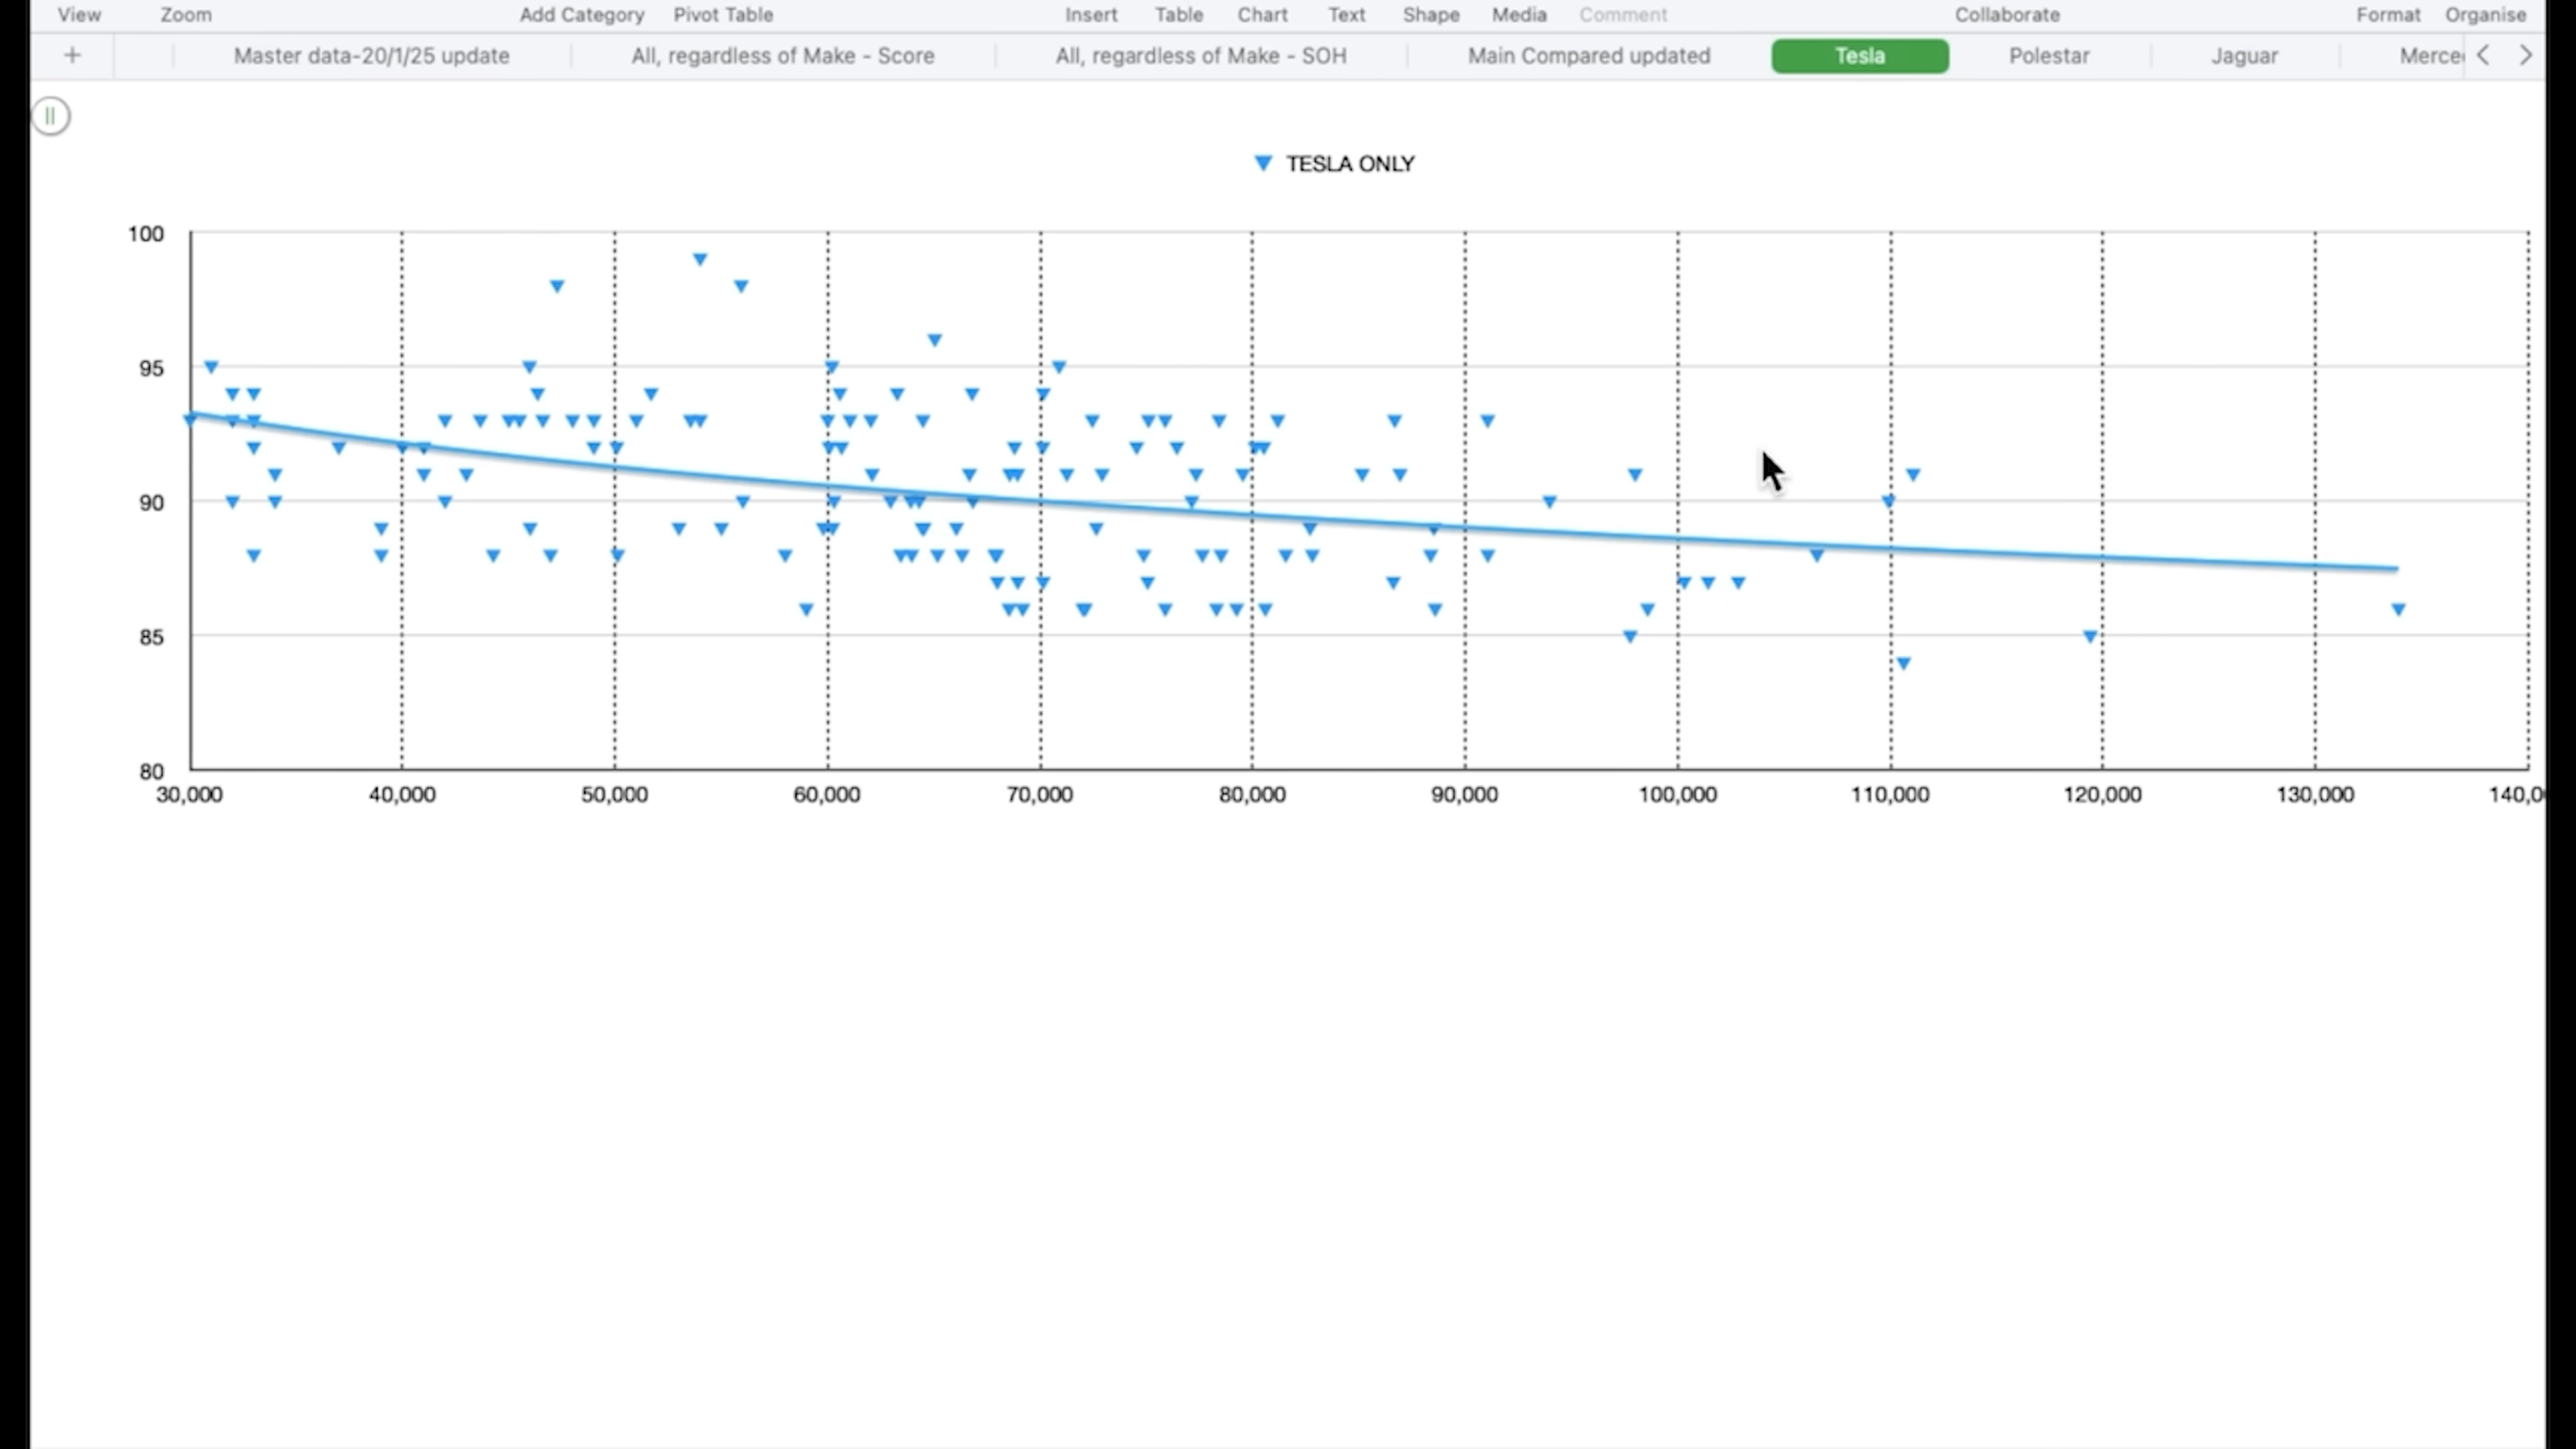 View Zoom Add Category Pivot Table Insert Table Chart Text Shape Media Comment Collaborate Format Organise
+ Master data-20/1/25 update All, regardless of Make - Score All, regardless of Make - SOH Main Compared updated Tesla Polestar Jaguar Merce
TESLA ONLY
100
95
90
85
80
30,000 40,000 50,000 60,000 70,000 80,000 90,000 100,000 110,000 120,000 130,000 140,0